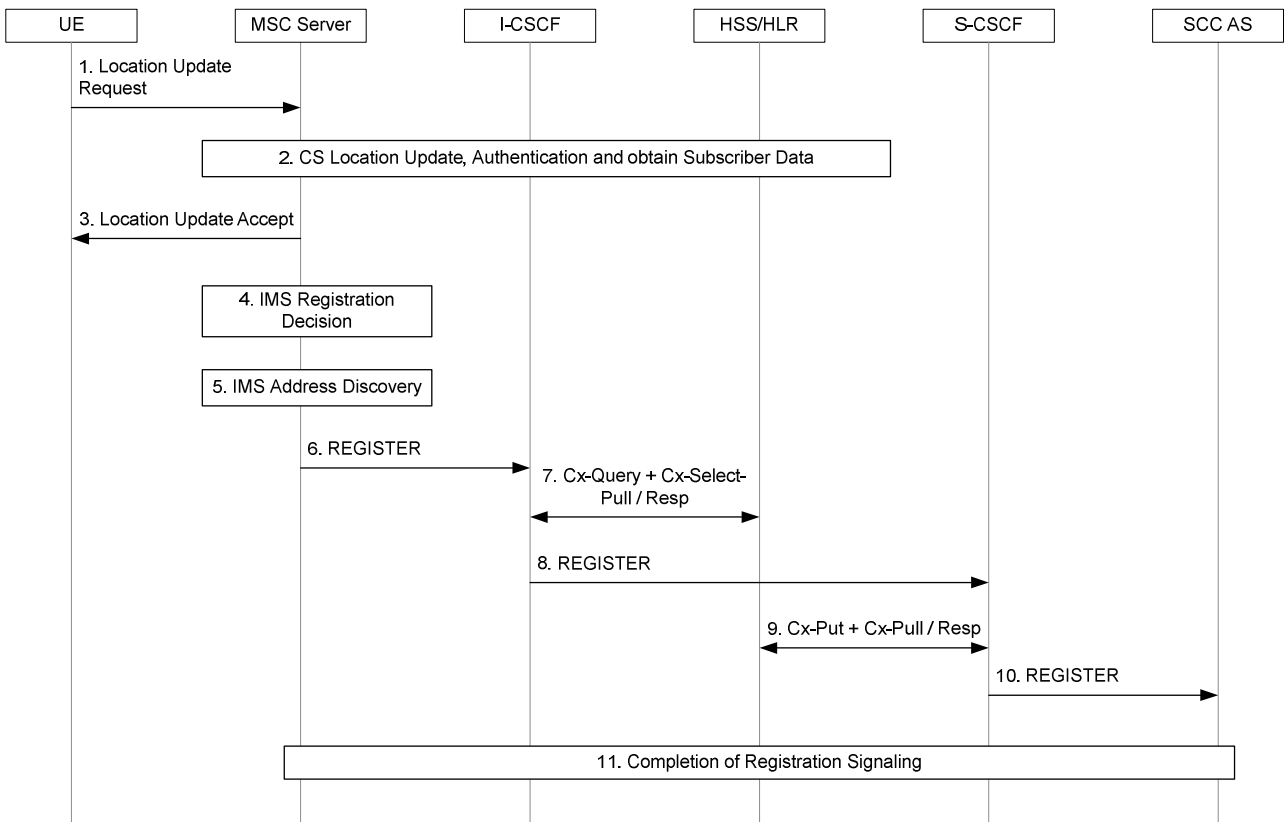 UE
MSC Server
I-CSCF
HSS/HLR
S-CSCF
SCC AS
1. Location Update
Request
2. CS Location Update, Authentication and obtain Subscriber Data
3. Location Update Accept
4. IMS Registration
Decision
5. IMS Address Discovery
6. REGISTER
7. Cx-Query + Cx-Select-
Pull / Resp
8. REGISTER
9. Cx-Put + Cx-Pull / Resp
10. REGISTER
11. Completion of Registration Signaling